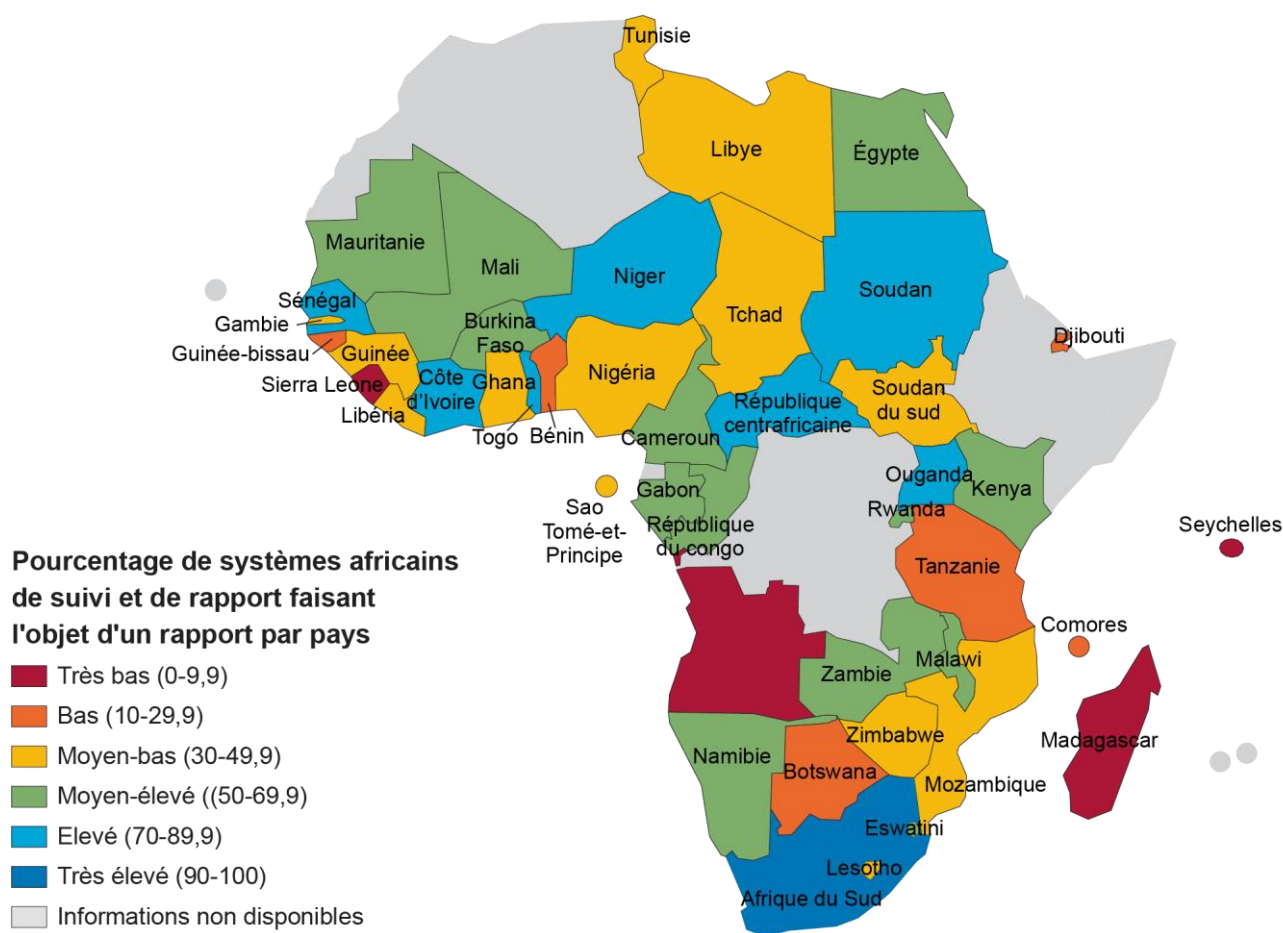 Tunisie
Libye
Égypte
Mauritanie
Mali
Niger
Tchad
Soudan
Sénégal
Gambie
Guinée-bissau
Guinée
Sierra Leone
Libéria
Côte
d'Ivoire
Burkina
Faso
Ghana
Togo
Bénin
Nigéria
Cameroun
République
centrafricaine
Soudan
du sud
Djibouti
Ouganda
Kenya
Rwanda
Gabon
République
du congo
Sao
Tomé-et-
Principe
Tanzanie
Seychelles
Comores
Zambie
Malawi
Madagascar
Namibie
Botswana
Zimbabwe
Mozambique
Eswatini
Lesotho
Afrique du Sud
Pourcentage de systèmes africains
de suivi et de rapport faisant
l'objet d'un rapport par pays
Très bas (0-9,9)
Bas (10-29,9)
Moyen-bas (30-49,9)
Moyen-élevé ((50-69,9)
Elevé (70-89,9)
Très élevé (90-100)
Informations non disponibles